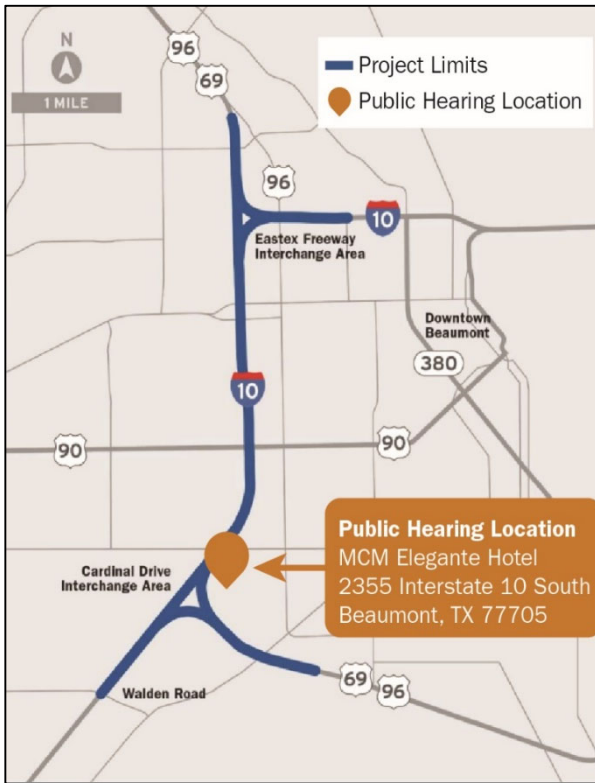 N
1 MILE
96
69
Project Limits
Public Hearing Location
96
10
Eastex Freeway
Interchange Area
Downtown
Beaumont
380
10
90
90
Public Hearing Location
MCM Elegante Hotel
2355 Interstate 10 South
Beaumont, TX 77705
Cardinal Drive
Interchange Area
69
96
Walden Road